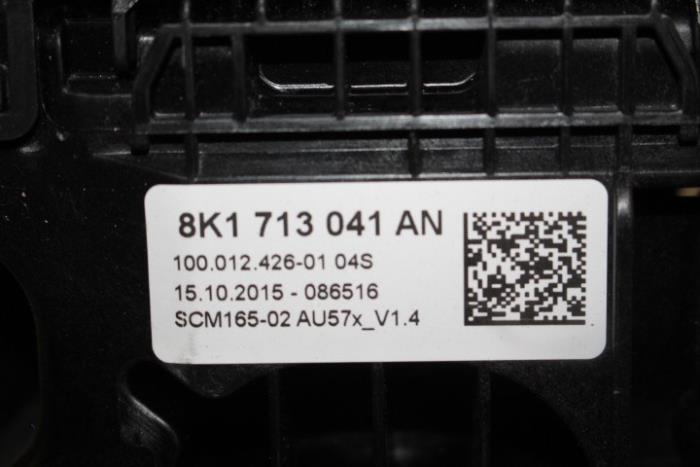 8K1 713 041 AN
100.012.426-01 04S
15.10.2015 - 086516
SCM165-02 AU57x_V1.4